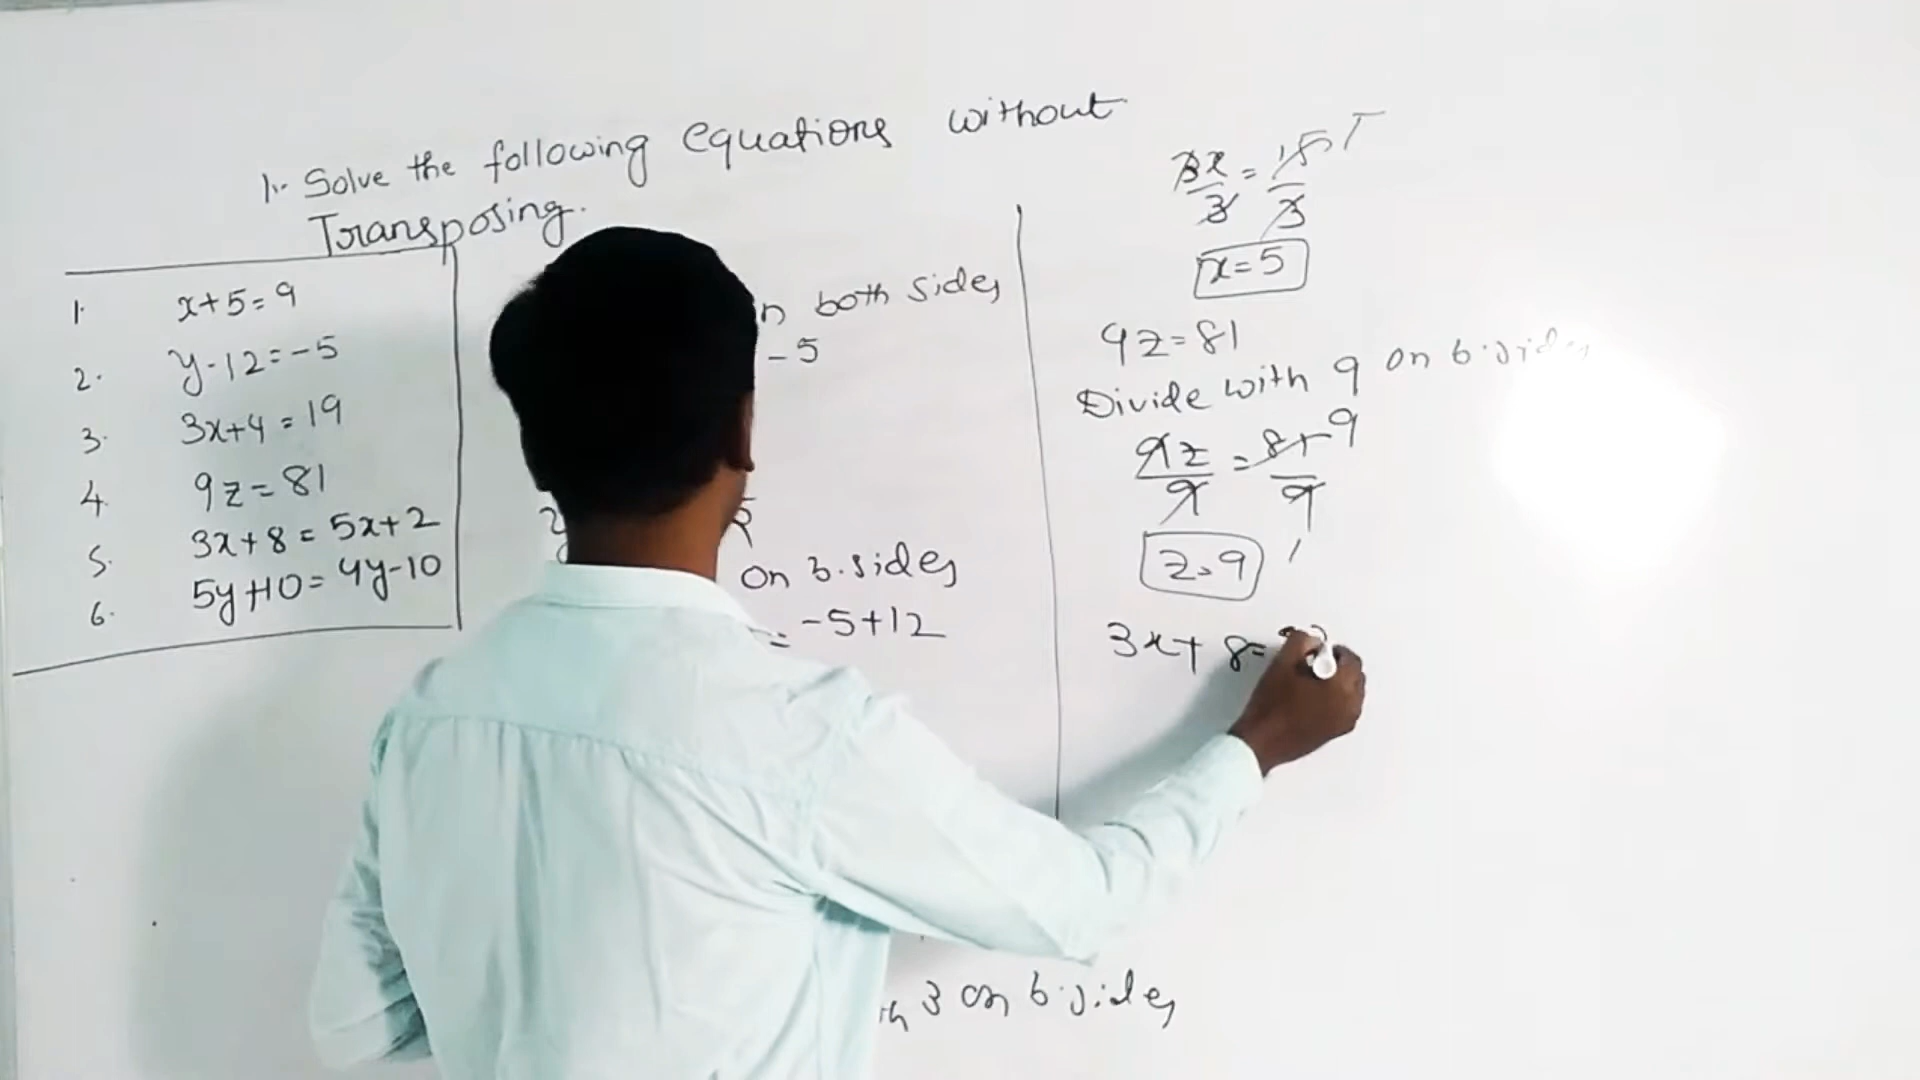 1. Solve the following equations without
Transposing.
1. x+5=9
2. y-12=-5
3. 3x+4=19
4. 9z=81
5. 3x+8=5x+2
6. 5y+10=4y-10
both sides
-5
on b.sides
= -5+12
3 on b.sides
3x/3 = 15/3 5
x=5
9z=81
Divide with 9 on b.sides
9z/9 = 81/9 9
z=9
3x+8=